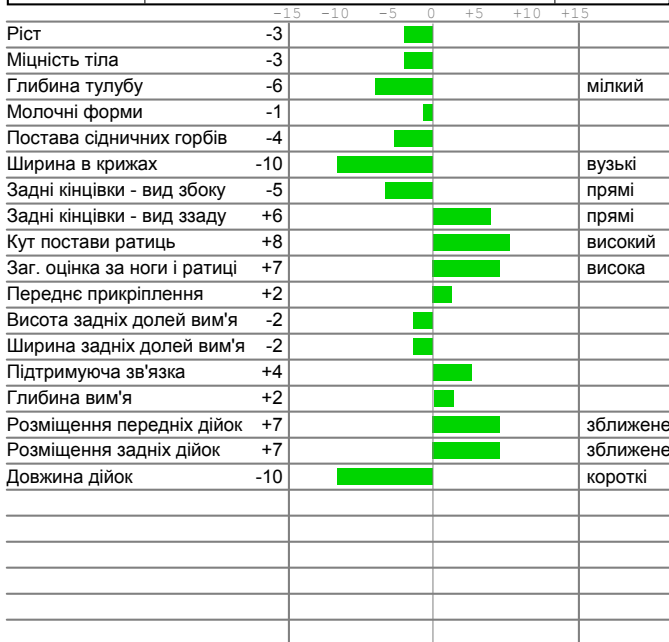 -15 -10 -5 0 +5 +10 +15
Ріст -3
Міцність тіла -3
Глибина тулубу -6 мілкий
Молочні форми -1
Постава сідничних горбів -4
Ширина в крижах -10 вузькі
Задні кінцівки - вид збоку -5 прямі
Задні кінцівки - вид ззаду +6 прямі
Кут постави ратиць +8 високий
Заг. оцінка за ноги і ратиці +7 висока
Переднє прикріплення +2
Висота задніх долей вим'я -2
Ширина задніх долей вим'я -2
Підтримуюча зв'язка +4
Глибина вим'я +2
Розміщення передніх дійок +7 зближене
Розміщення задніх дійок +7 зближене
Довжина дійок -10 короткі